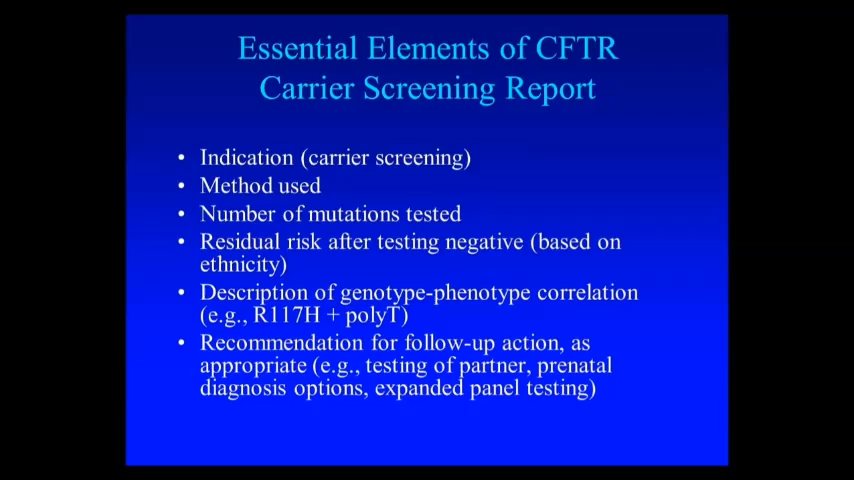 Essential Elements of CFTR
Carrier Screening Report
• Indication (carrier screening)
• Method used
• Number of mutations tested
• Residual risk after testing negative (based on
ethnicity)
• Description of genotype-phenotype correlation
(e.g., R117H + polyT)
• Recommendation for follow-up action, as
appropriate (e.g., testing of partner, prenatal
diagnosis options, expanded panel testing)